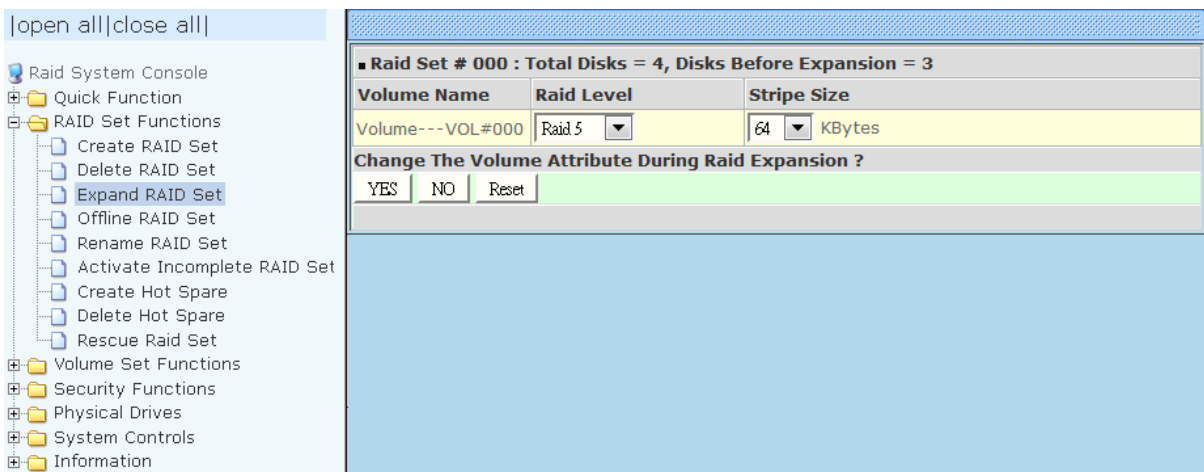 |open all|close all|
Raid System Console
Quick Function
RAID Set Functions
Create RAID Set
Delete RAID Set
Expand RAID Set
Offline RAID Set
Rename RAID Set
Activate Incomplete RAID Set
Create Hot Spare
Delete Hot Spare
Rescue Raid Set
Volume Set Functions
Security Functions
Physical Drives
System Controls
Information
Raid Set # 000 : Total Disks = 4, Disks Before Expansion = 3
Volume Name Raid Level Stripe Size
Volume---VOL#000 Raid 5 64 KBytes
Change The Volume Attribute During Raid Expansion ?
YES NO Reset